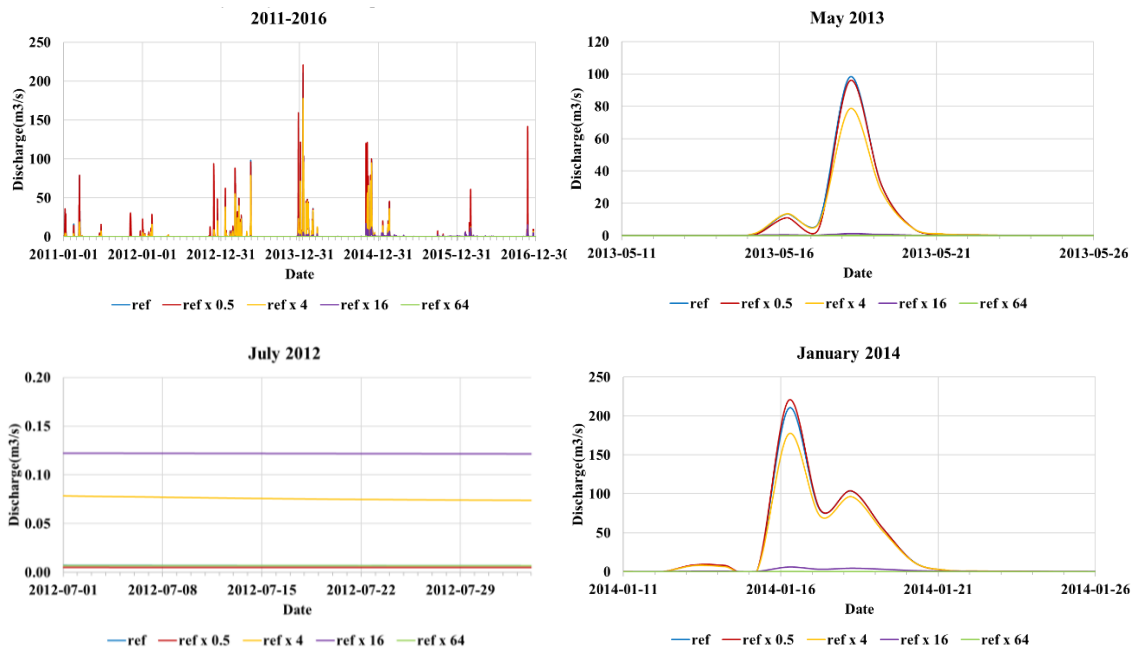 2011-2016
250
200
150
100
50
0
Discharge(m3/s)
2011-01-01 2012-01-01 2012-12-31 2013-12-31 2014-12-31 2015-12-31 2016-12-30
Date
ref ref x 0.5 ref x 4 ref x 16 ref x 64
May 2013
120
100
80
60
40
20
0
Discharge(m3/s)
2013-05-11 2013-05-16 2013-05-21 2013-05-26
Date
ref ref x 0.5 ref x 4 ref x 16 ref x 64
July 2012
0.20
0.15
0.10
0.05
0.00
Discharge(m3/s)
2012-07-01 2012-07-08 2012-07-15 2012-07-22 2012-07-29
Date
ref ref x 0.5 ref x 4 ref x 16 ref x 64
January 2014
250
200
150
100
50
0
Discharge(m3/s)
2014-01-11 2014-01-16 2014-01-21 2014-01-26
Date
ref ref x 0.5 ref x 4 ref x 16 ref x 64